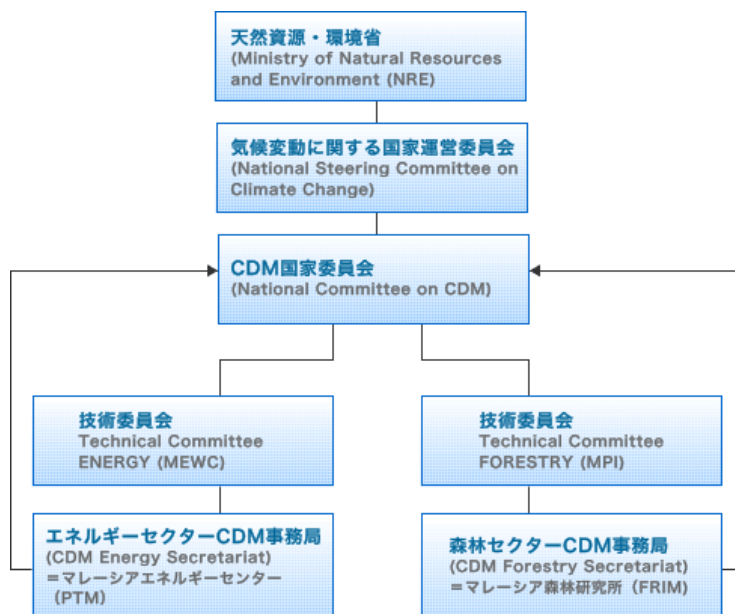 天然資源・環境省
(Ministry of Natural Resources
and Environment (NRE)
気候変動に関する国家運営委員会
(National Steering Committee on
Climate Change)
CDM国家委員会
(National Committee on CDM)
技術委員会
Technical Committee
ENERGY (MEWC)
技術委員会
Technical Committee
FORESTRY (MPI)
エネルギーセクターCDM事務局
(CDM Energy Secretariat)
＝マレーシアエネルギーセンター
（PTM）
森林セクターCDM事務局
(CDM Forestry Secretariat)
＝マレーシア森林研究所（FRIM）